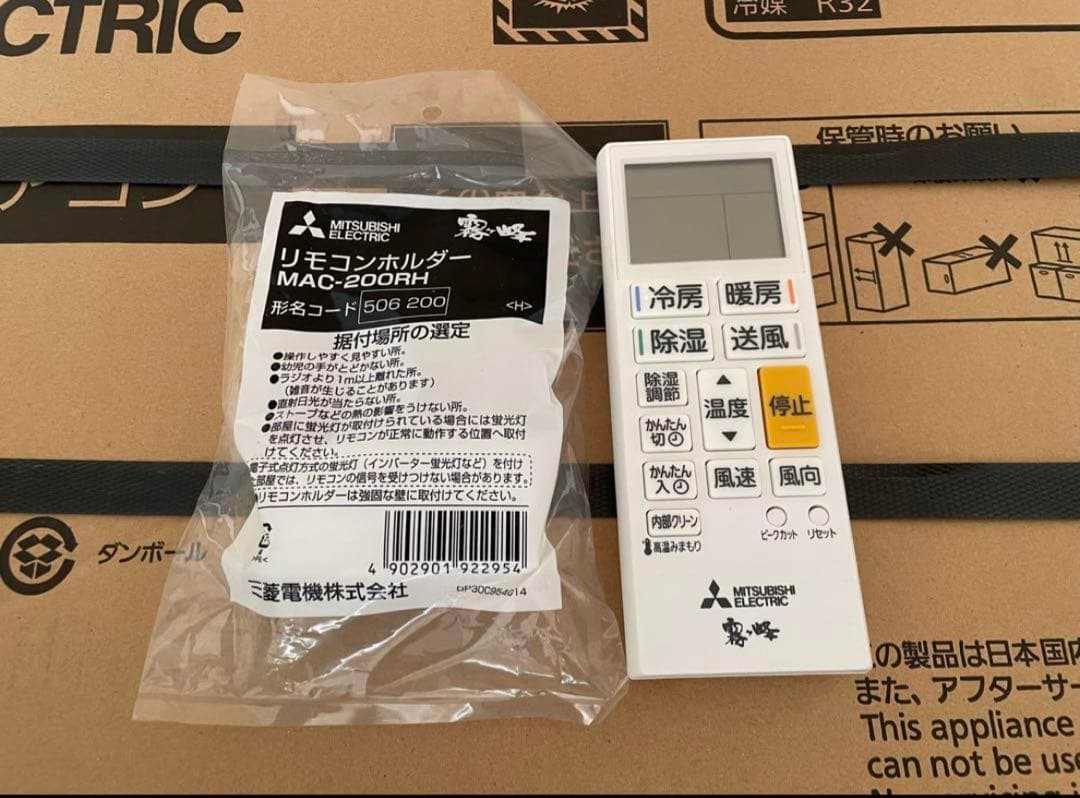 CTRIC
冷媒 R32
保管時のお願い
アコン
MITSUBISHI
ELECTRIC
霧ヶ峰
リモコンホルダー
MAC-200RH
形名コード 506 200
<H>
据付場所の選定
●操作しやすく見やすい所。
●幼児の手がとどかない所。
●ラジオより1m以上離れた所。
(雑音が生じることがあります)
●直射日光が当たらない所。
●ストーブなどの熱の影響をうけない所。
●部屋に蛍光灯が取付けられている場合には蛍光灯
を点灯させ、リモコンが正常に動作する位置へ取付
けてください。
電子式点灯方式の蛍光灯(インバーター蛍光灯など)を付け
た部屋では、リモコンの信号を受けつけない場合があります。
●リモコンホルダーは強固な壁に取付けてください。
4 902901 922954
三菱電機株式会社
冷房 暖房
除湿 送風
除湿
調節
温度
停止
かんたん
切
かんたん
入
風速 風向
内部クリーン
高温みまもり
ピークカット リセット
MITSUBISHI
ELECTRIC
霧ヶ峰
ダンボール
の製品は日本国内
また、アフターサー
This appliance
can not be use